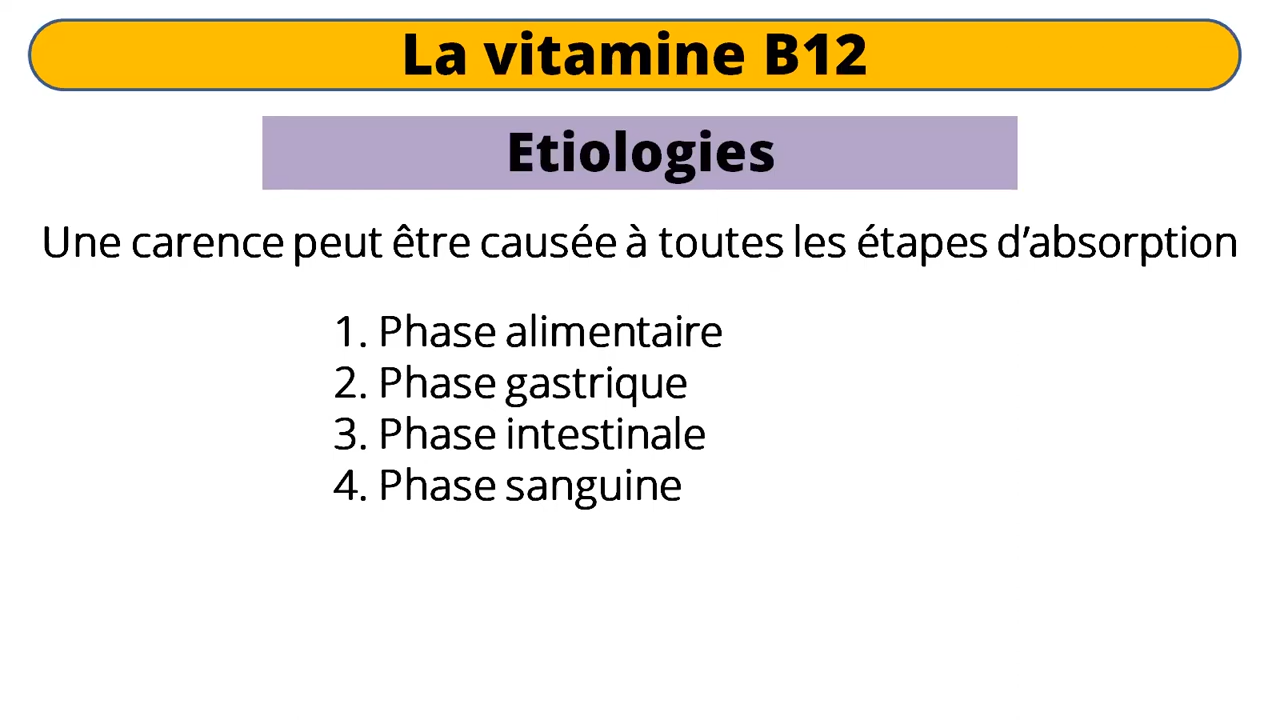 La vitamine B12
Etiologies
Une carence peut être causée à toutes les étapes d’absorption
1. Phase alimentaire
2. Phase gastrique
3. Phase intestinale
4. Phase sanguine